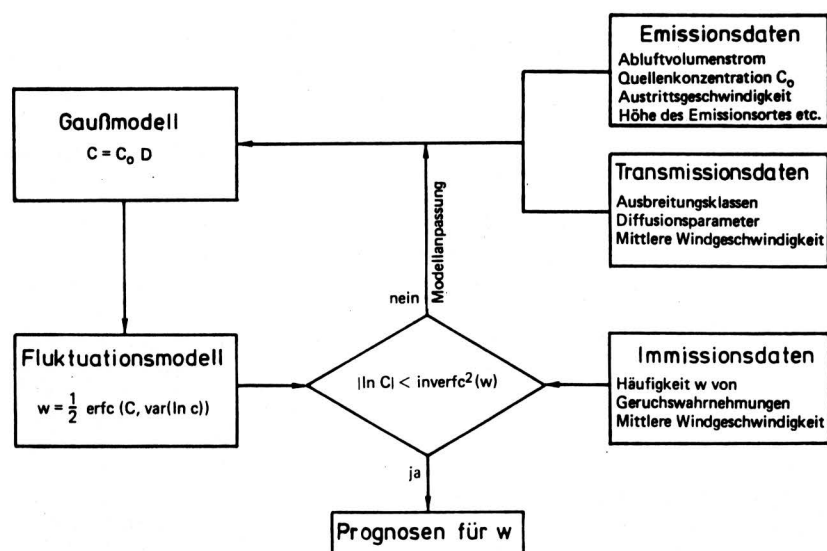 Emissionsdaten
Abluftvolumenstrom
Quellenkonzentration C₀
Austrittsgeschwindigkeit
Höhe des Emissionsortes etc.
Gaußmodell
C = C₀ D
Transmissionsdaten
Ausbreitungsklassen
Diffusionsparameter
Mittlere Windgeschwindigkeit
Modellanpassung
nein
Fluktuationsmodell
w = 1/2 erfc (C, var(ln c))
|ln C| < inverfc²(w)
Immissionsdaten
Häufigkeit w von
Geruchswahrnehmungen
Mittlere Windgeschwindigkeit
ja
Prognosen für w